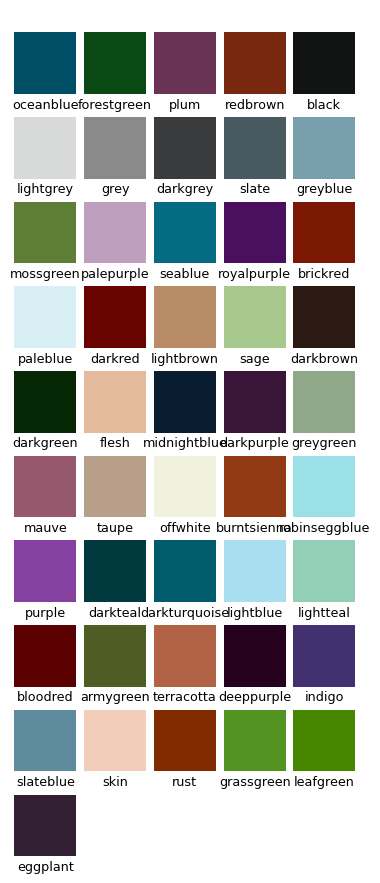 oceanblue forestgreen plum redbrown black
lightgrey grey darkgrey slate greyblue
mossgreen palepurple seablue royalpurple brickred
paleblue darkred lightbrown sage darkbrown
darkgreen flesh midnightblue darkpurple greygreen
mauve taupe offwhite burntsienna robinseggblue
purple darkteal darkturquoise lightblue lightteal
bloodred armygreen terracotta deeppurple indigo
slateblue skin rust grassgreen leafgreen
eggplant